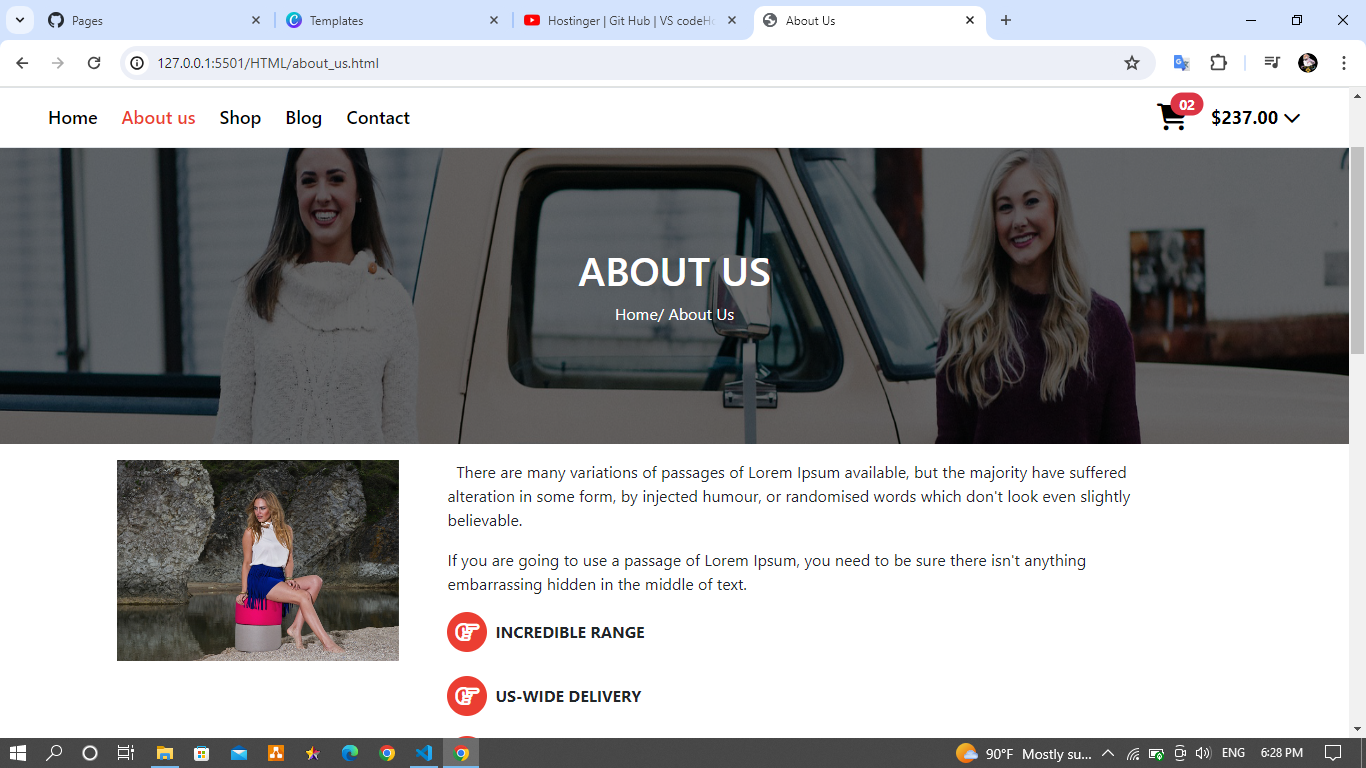 Pages
Templates
Hostinger | Git Hub | VS codeHo
About Us
127.0.0.1:5501/HTML/about_us.html
Home About us Shop Blog Contact
02
$237.00
ABOUT US
Home/ About Us
There are many variations of passages of Lorem Ipsum available, but the majority have suffered
alteration in some form, by injected humour, or randomised words which don't look even slightly
believable.
If you are going to use a passage of Lorem Ipsum, you need to be sure there isn't anything
embarrassing hidden in the middle of text.
INCREDIBLE RANGE
US-WIDE DELIVERY
90°F Mostly su... ENG 6:28 PM